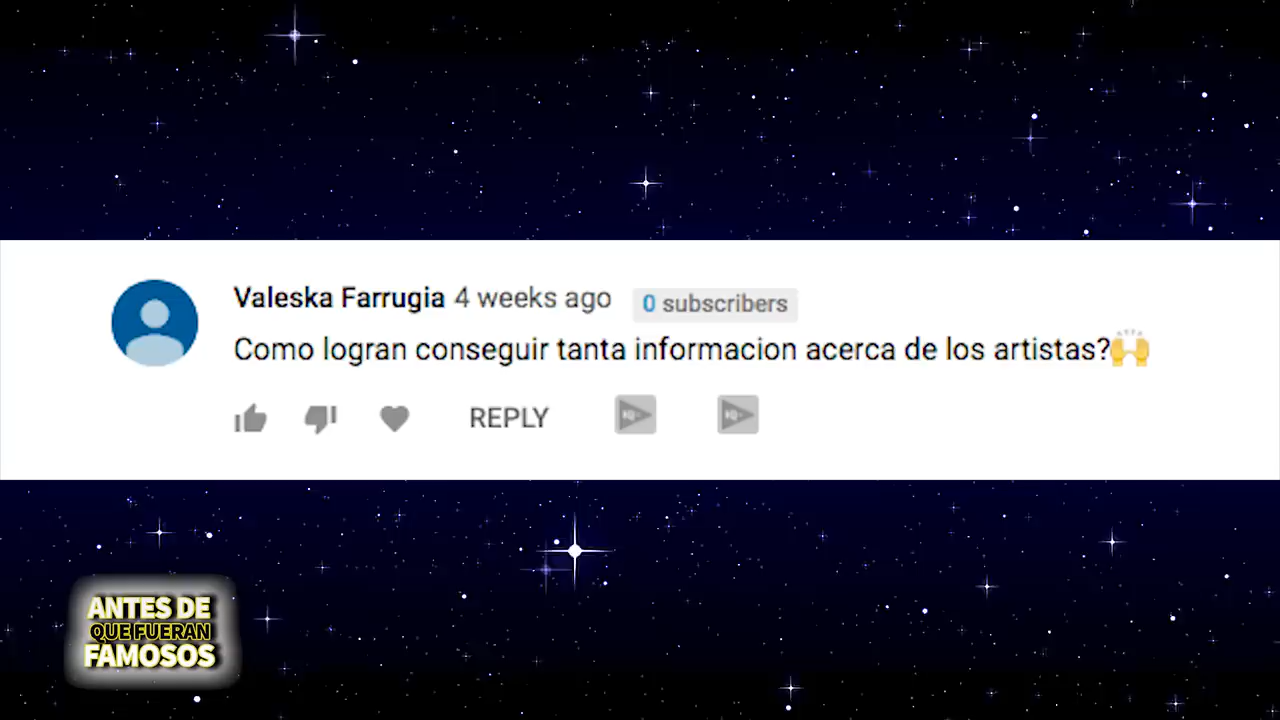 Valeska Farrugia 4 weeks ago 0 subscribers
Como logran conseguir tanta informacion acerca de los artistas?🙌
REPLY
ANTES DE
QUE FUERAN
FAMOSOS